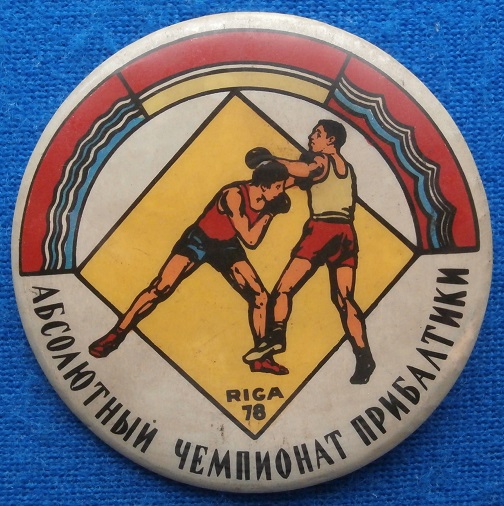 RIGA
78
АБСОЛЮТНЫЙ ЧЕМПИОНАТ ПРИБАЛТИКИ